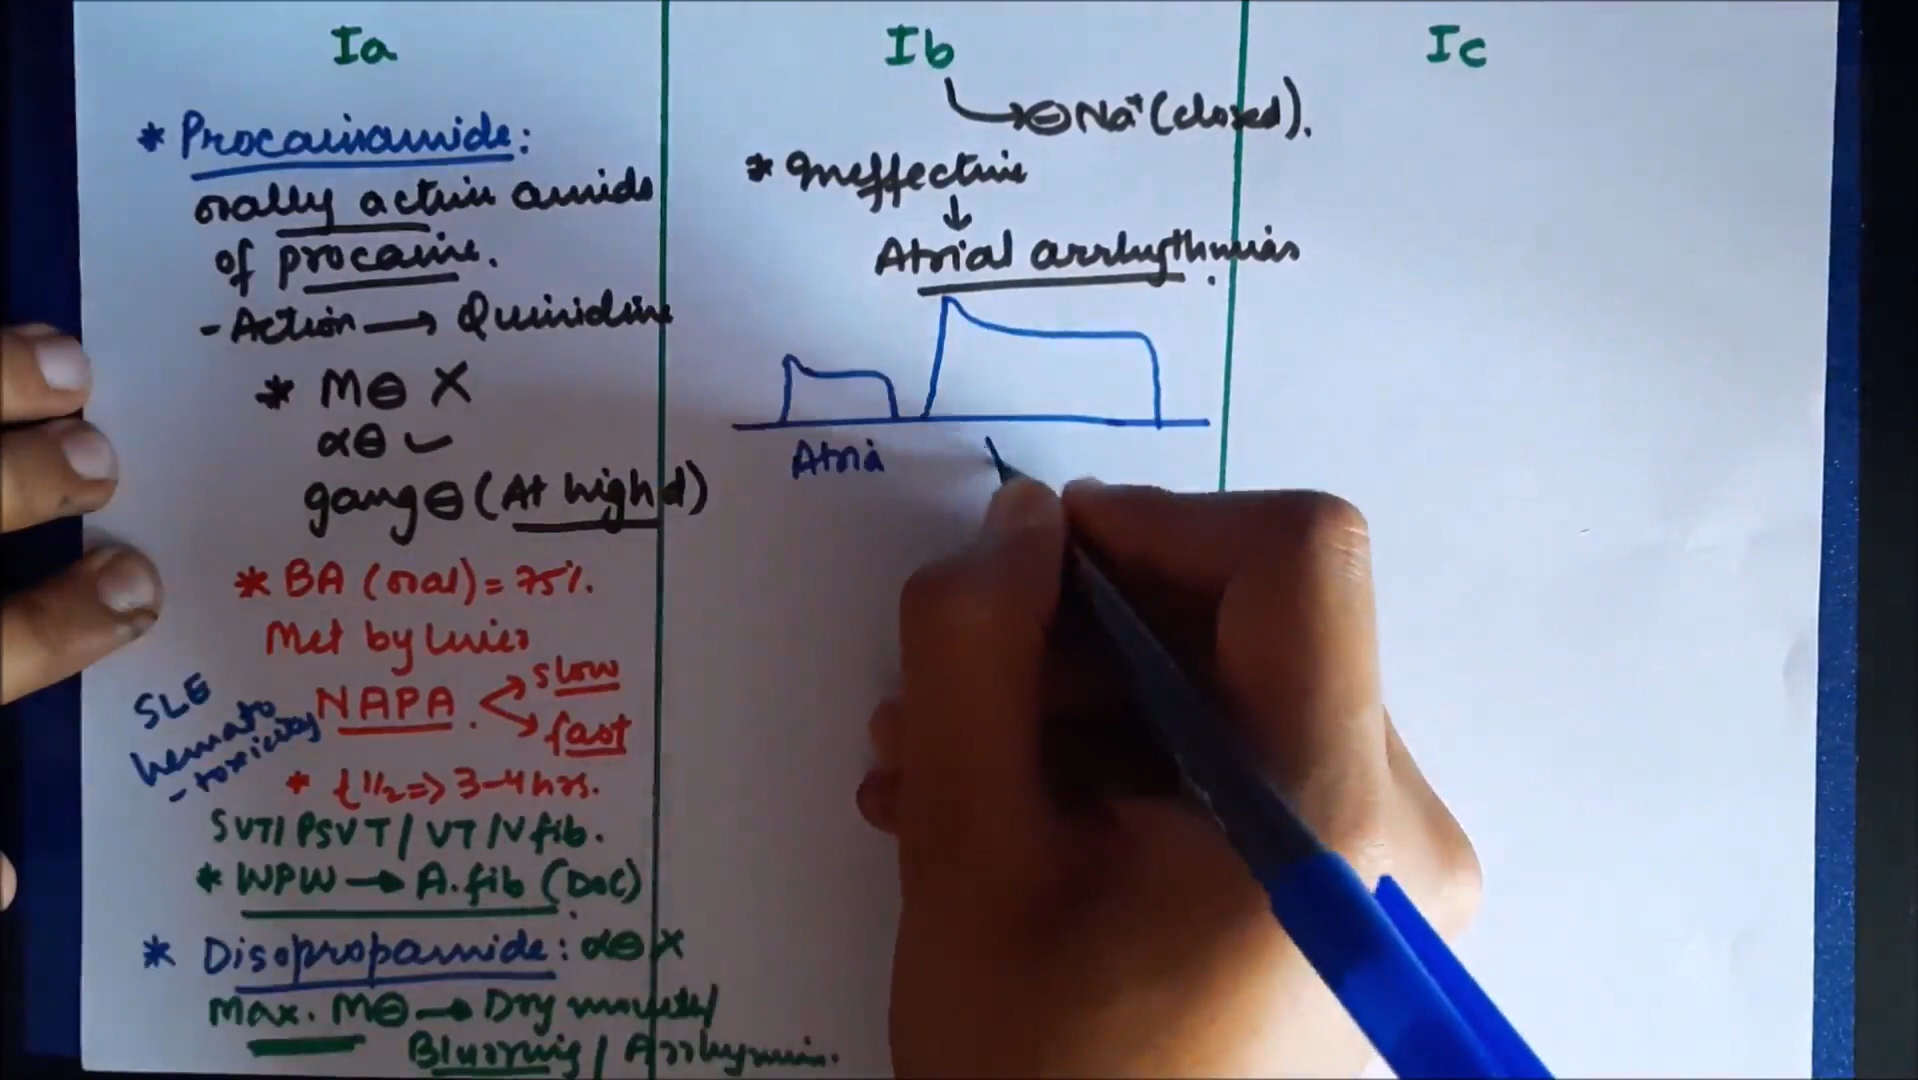 Ia
* Procainamide:
orally active amide
of procaine.
- Action → Quinidine
* M⊖ X
α⊖ ✓
gang⊖ (At high d)
* BA (oral) = 75%.
Met by liver
NAPA. slow
fast
SLE
hemato
- toxicity
* t 1/2 => 3-4 hrs.
SVT/ PSVT / VT / V fib.
* WPW → A.fib (DOC)
* Disopropamide: α⊖ X
Max. M⊖ → Dry mouth/
Blurring / Arrhymias.
Ib
→ ⊖ Na+ (closed).
* Ineffective
↓
Atrial arrhythmias.
Atria
Ic